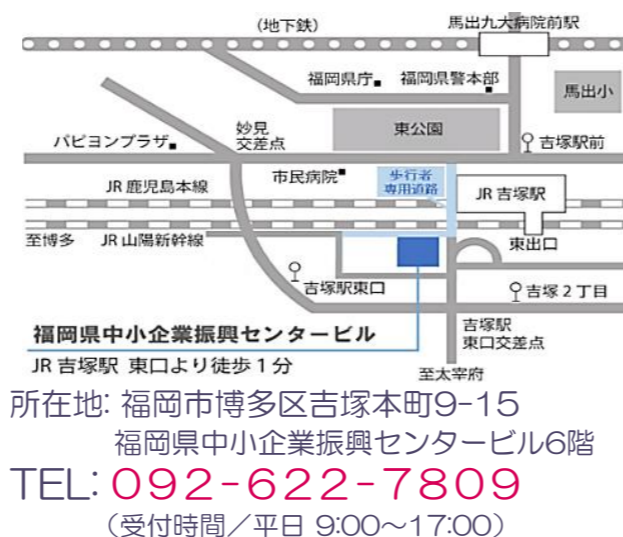 (地下鉄)
馬出九大病院前駅
福岡県庁
福岡県警本部
馬出小
パピヨンプラザ
妙見
交差点
東公園
吉塚駅前
市民病院
歩行者
専用道路
JR 鹿児島本線
JR 吉塚駅
至博多
JR 山陽新幹線
東出口
吉塚駅東口
吉塚2丁目
福岡県中小企業振興センタービル
吉塚駅
東口交差点
JR 吉塚駅 東口より徒歩1分
至太宰府
所在地: 福岡市博多区吉塚本町9-15
福岡県中小企業振興センタービル6階
TEL: 092-622-7809
(受付時間/平日 9:00〜17:00)